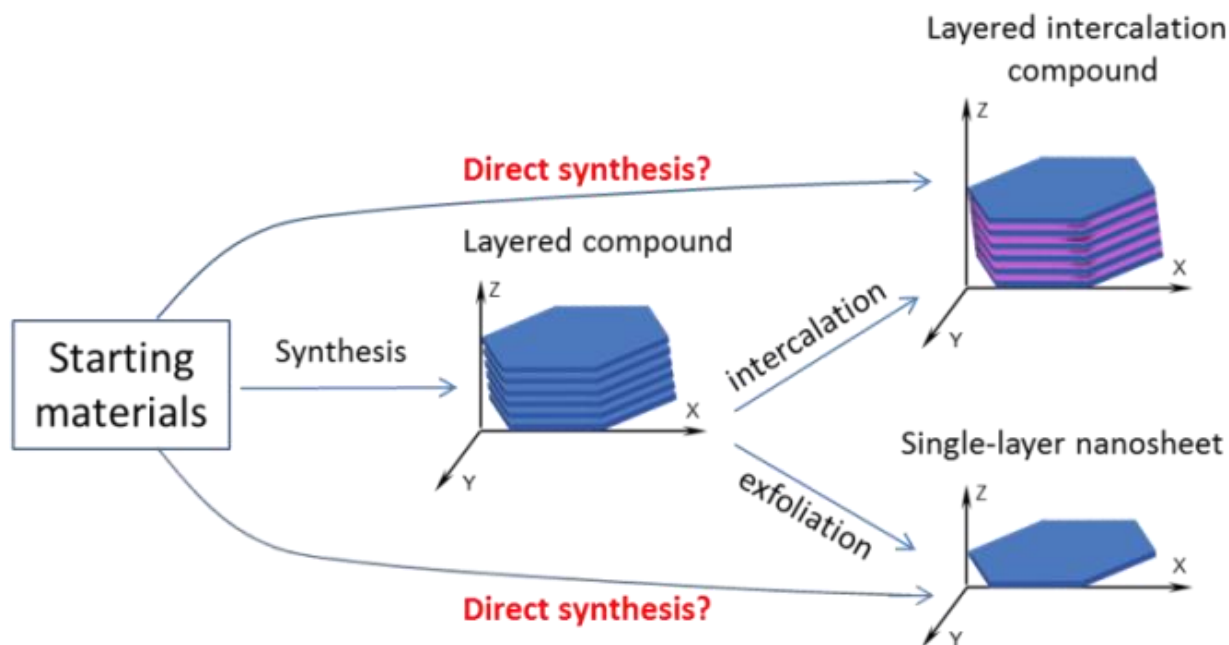 Layered intercalation
compound
Z
X
Y
Direct synthesis?
Layered compound
Z
X
Y
Starting
materials
Synthesis
intercalation
exfoliation
Single-layer nanosheet
Z
X
Y
Direct synthesis?